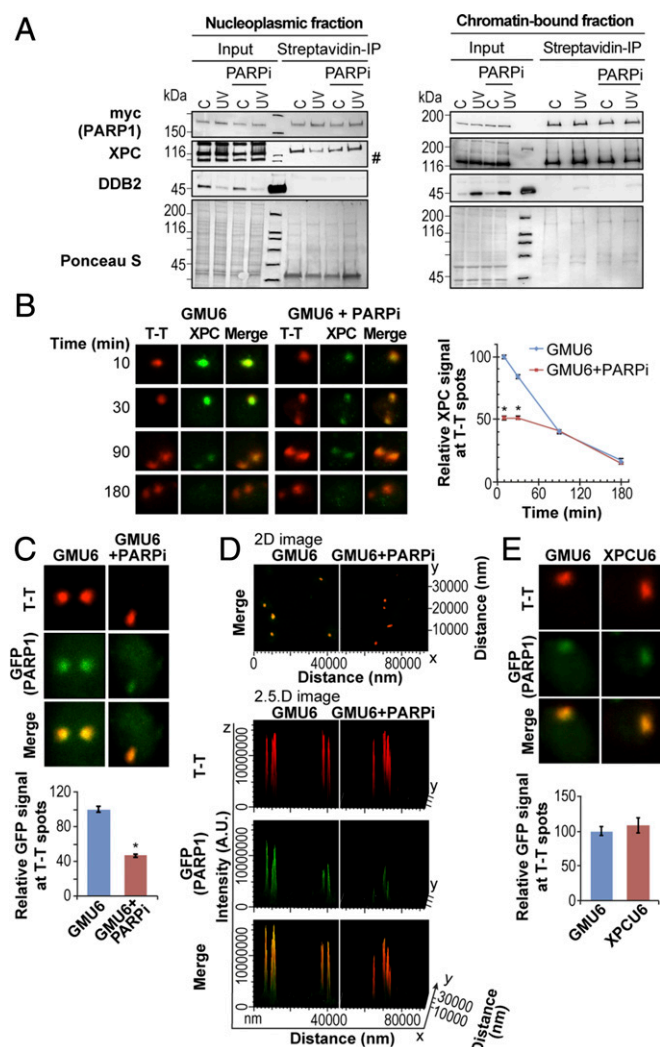 A
Nucleoplasmic fraction
Chromatin-bound fraction
Input Streptavidin-IP
Input Streptavidin-IP
PARPi PARPi
PARPi PARPi
kDa C UV C UV C UV C UV
kDa C UV C UV C UV C UV
myc
(PARP1)
150
200
116
XPC
116
#
200
116
DDB2
45
45
Ponceau S
200
116
45
200
116
45
B
GMU6 GMU6 + PARPi
Time (min) T-T XPC Merge T-T XPC Merge
10
30
90
180
Relative XPC signal
at T-T spots
100
50
0
GMU6
GMU6+PARPi
* *
0 60 120 180
Time (min)
C
GMU6 GMU6
+PARPi
T-T
GFP
(PARP1)
Merge
Relative GFP signal
at T-T spots
120
80
40
0
*
GMU6
GMU6+
PARPi
D
2D image
GMU6 GMU6+PARPi
Merge
y
30000
10000
Distance (nm)
40000 80000 x
Distance (nm)
2.5.D image
GMU6 GMU6+PARPi
z
T-T
10000000
0
y
GFP
(PARP1)
Intensity (A.U.)
10000000
0
y
Merge
10000000
0
y
30000
10000
Distance (nm)
nm 40000 80000 x
Distance (nm)
E
GMU6 XPCU6
T-T
GFP
(PARP1)
Merge
Relative GFP signal
at T-T spots
150
100
50
0
GMU6
XPCU6